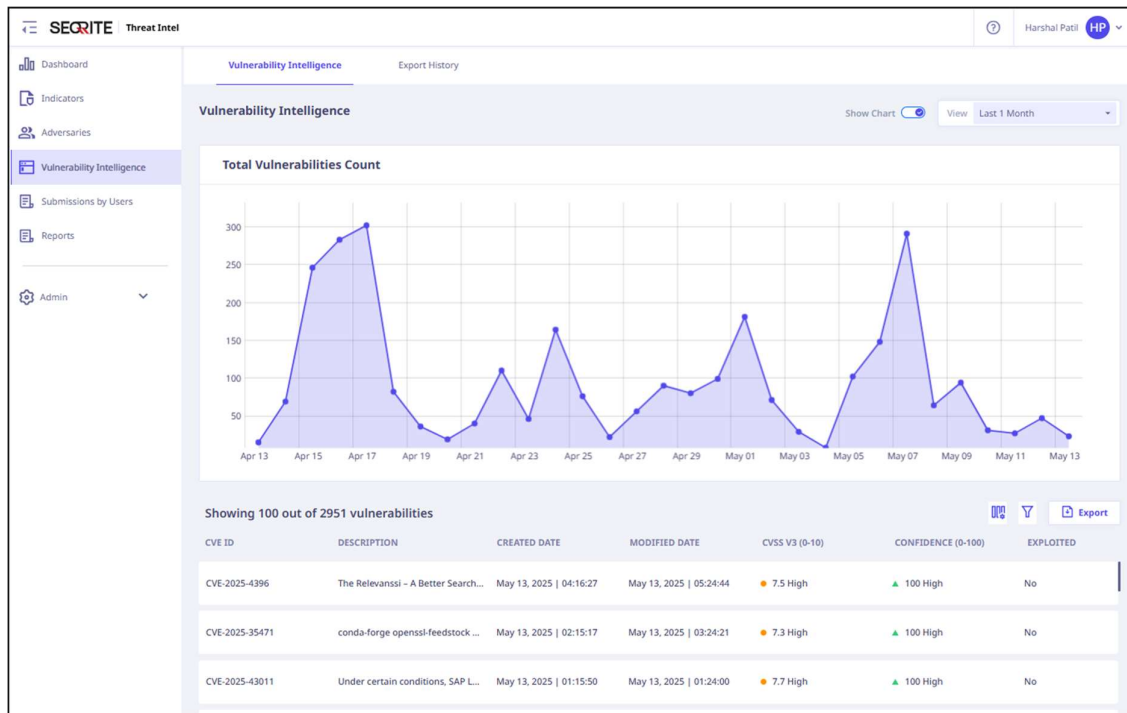 SEQRITE Threat Intel
Harshal Patil HP
Dashboard
Indicators
Adversaries
Vulnerability Intelligence
Submissions by Users
Reports
Admin
Vulnerability Intelligence Export History
Vulnerability Intelligence
Show Chart View Last 1 Month
Total Vulnerabilities Count
300
250
200
150
100
50
Apr 13 Apr 15 Apr 17 Apr 19 Apr 21 Apr 23 Apr 25 Apr 27 Apr 29 May 01 May 03 May 05 May 07 May 09 May 11 May 13
Showing 100 out of 2951 vulnerabilities
Export
CVE ID DESCRIPTION CREATED DATE MODIFIED DATE CVSS V3 (0-10) CONFIDENCE (0-100) EXPLOITED
CVE-2025-4396 The Relevanssi – A Better Search... May 13, 2025 | 04:16:27 May 13, 2025 | 05:24:44 7.5 High 100 High No
CVE-2025-35471 conda-forge openssl-feedstock ... May 13, 2025 | 02:15:17 May 13, 2025 | 03:24:21 7.3 High 100 High No
CVE-2025-43011 Under certain conditions, SAP L... May 13, 2025 | 01:15:50 May 13, 2025 | 01:24:00 7.7 High 100 High No